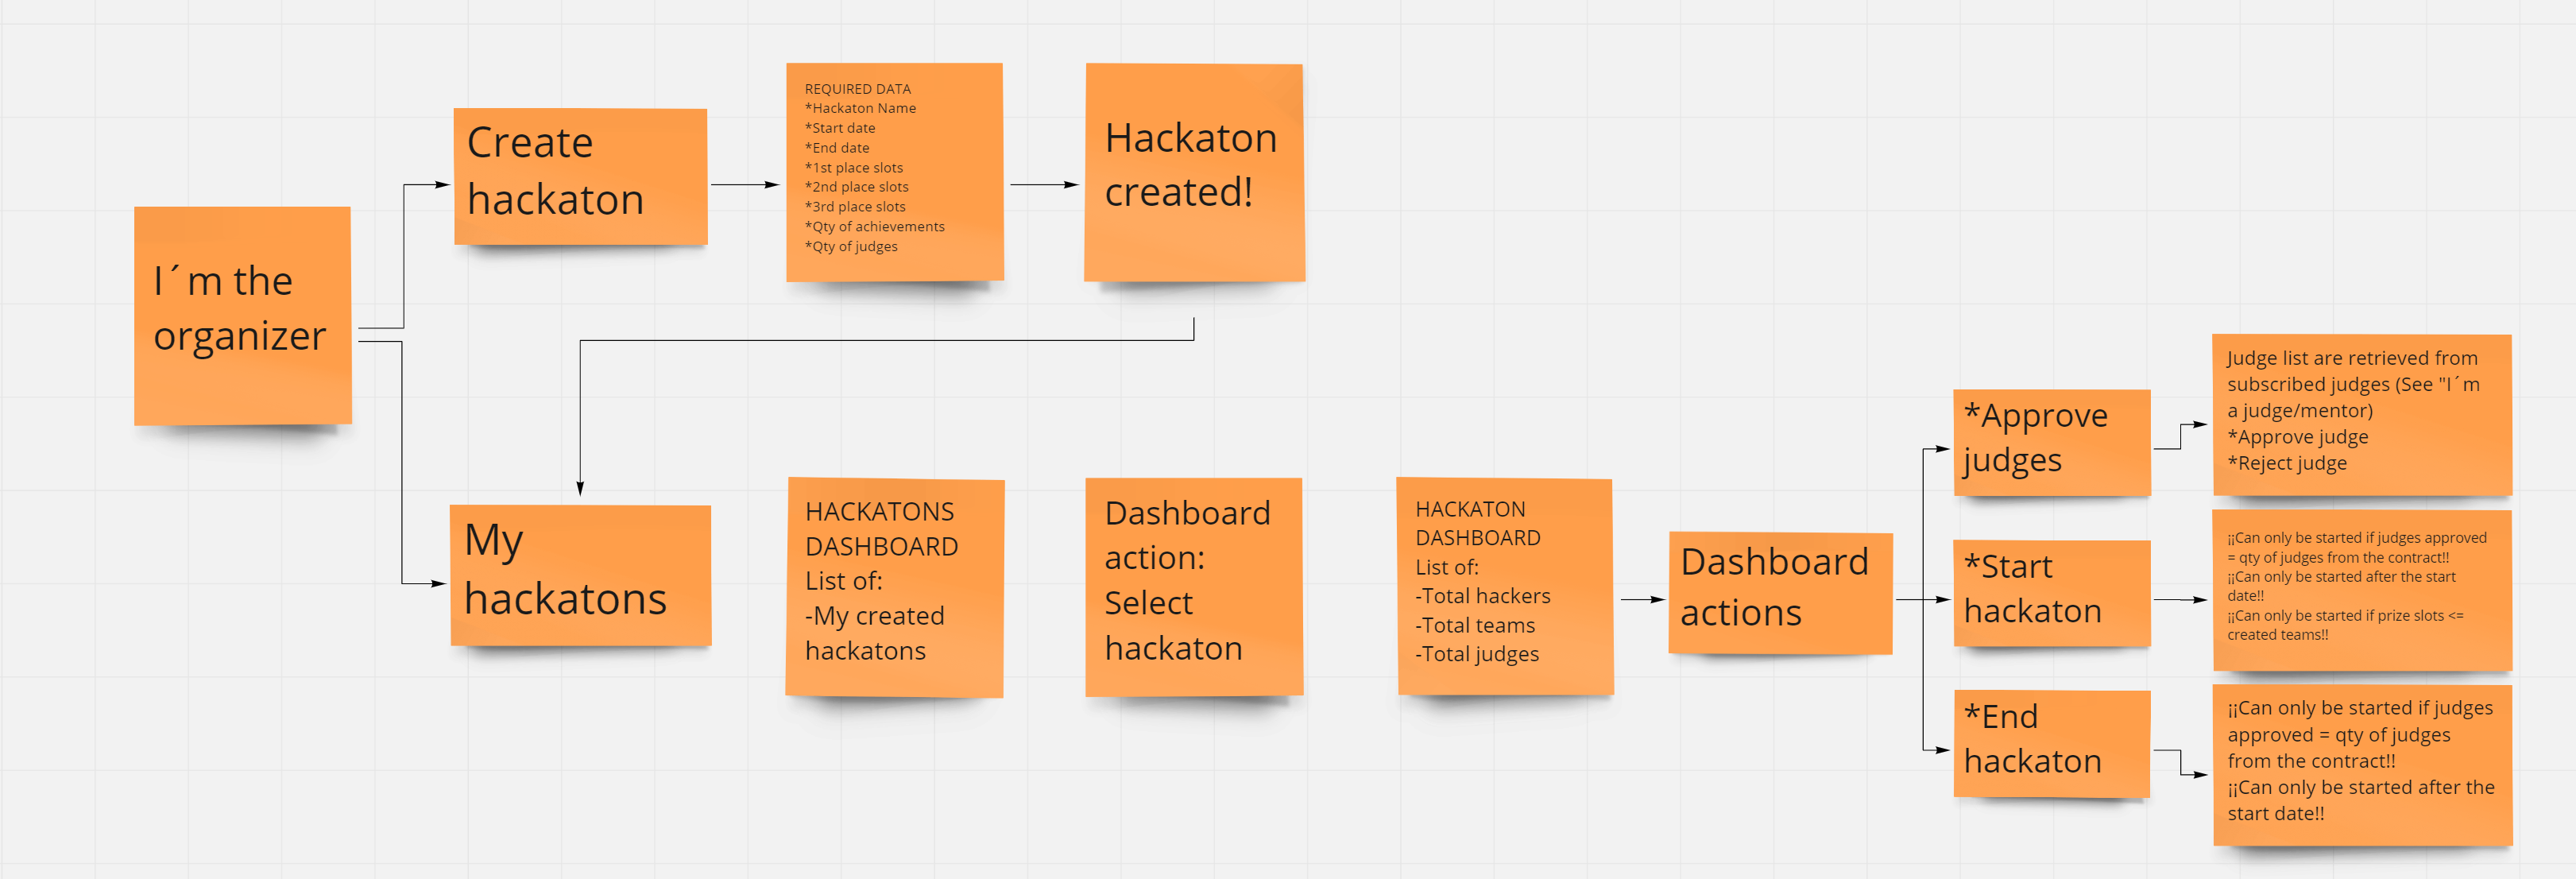 I´m the
organizer
Create
hackaton
REQUIRED DATA
*Hackaton Name
*Start date
*End date
*1st place slots
*2nd place slots
*3rd place slots
*Qty of achievements
*Qty of judges
Hackaton
created!
My
hackatons
HACKATONS
DASHBOARD
List of:
-My created
hackatons
Dashboard
action:
Select
hackaton
HACKATON
DASHBOARD
List of:
-Total hackers
-Total teams
-Total judges
Dashboard
actions
*Approve
judges
Judge list are retrieved from
subscribed judges (See "I´m
a judge/mentor)
*Approve judge
*Reject judge
*Start
hackaton
¡¡Can only be started if judges approved
= qty of judges from the contract!!
¡¡Can only be started after the start
date!!
¡¡Can only be started if prize slots <=
created teams!!
*End
hackaton
¡¡Can only be started if judges
approved = qty of judges
from the contract!!
¡¡Can only be started after the
start date!!